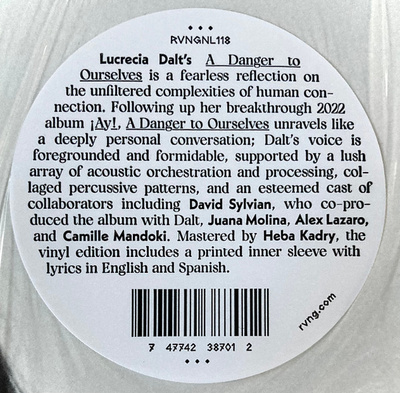 RVNGNL118
Lucrecia Dalt's A Danger to
Ourselves is a fearless reflection on
the unfiltered complexities of human con-
nection. Following up her breakthrough 2022
album ¡Ay!, A Danger to Ourselves unravels like
a deeply personal conversation; Dalt's voice is
foregrounded and formidable, supported by a lush
array of acoustic orchestration and processing, col-
laged percussive patterns, and an esteemed cast of
collaborators including David Sylvian, who co-pro-
duced the album with Dalt, Juana Molina, Alex Lazaro,
and Camille Mandoki. Mastered by Heba Kadry, the
vinyl edition includes a printed inner sleeve with
lyrics in English and Spanish.
rvng.com
7 47742 38701 2